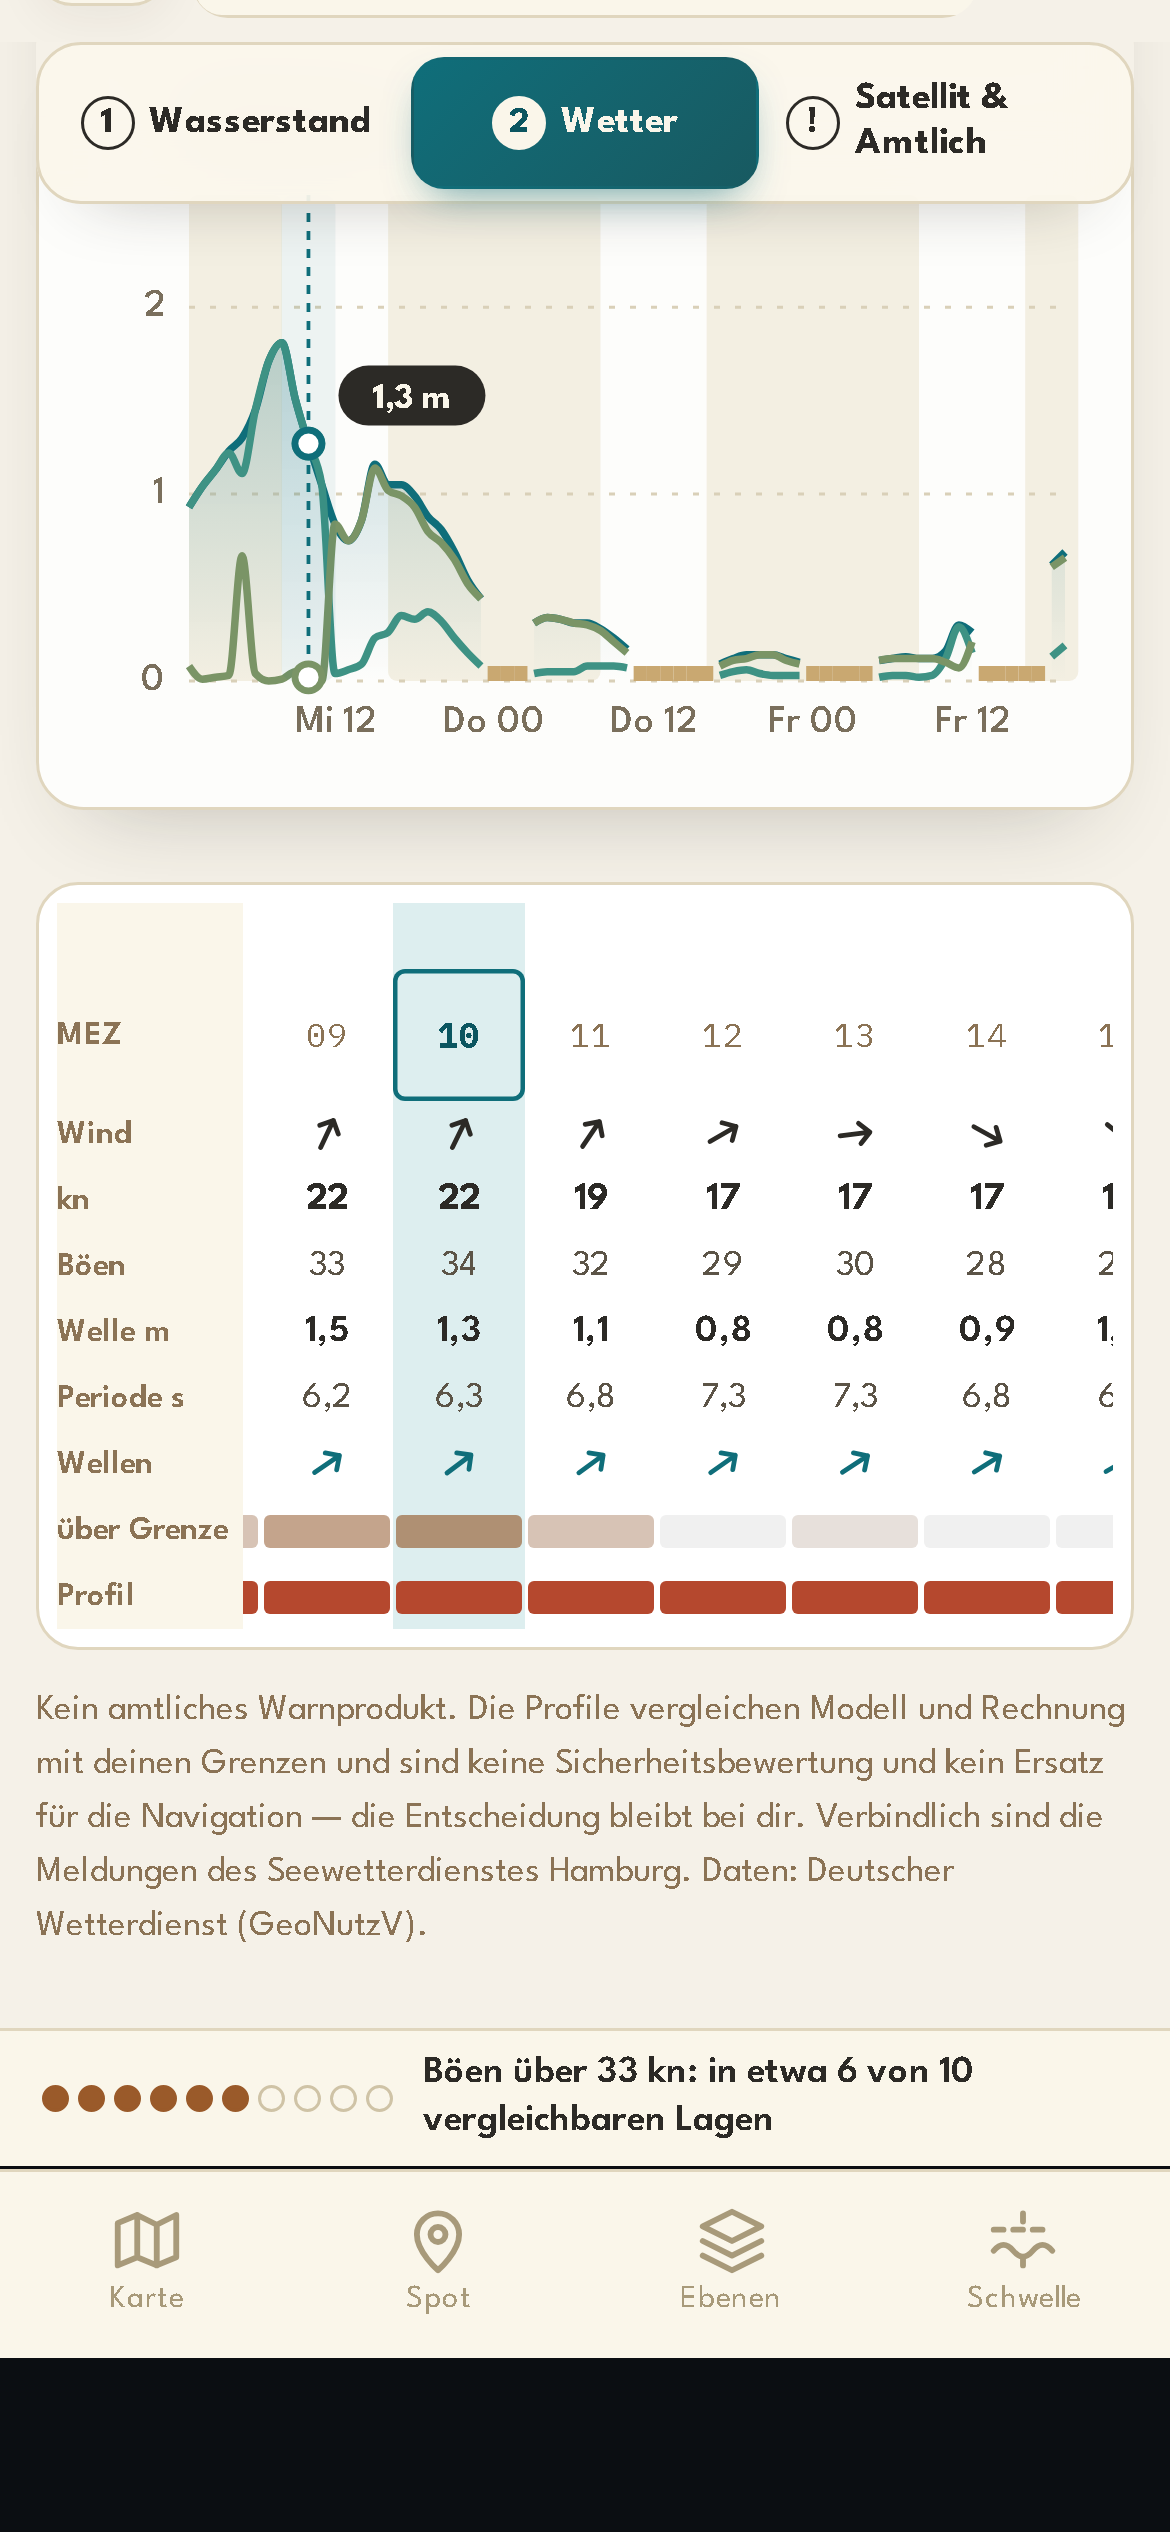 1 Wasserstand
2 Wetter
! Satellit &
Amtlich
2
1,3 m
1
0
Mi 12 Do 00 Do 12 Fr 00 Fr 12
MEZ 09 10 11 12 13 14 1
Wind
kn 22 22 19 17 17 17 1
Böen 33 34 32 29 30 28 2
Welle m 1,5 1,3 1,1 0,8 0,8 0,9 1,
Periode s 6,2 6,3 6,8 7,3 7,3 6,8 6
Wellen
über Grenze
Profil
Kein amtliches Warnprodukt. Die Profile vergleichen Modell und Rechnung
mit deinen Grenzen und sind keine Sicherheitsbewertung und kein Ersatz
für die Navigation — die Entscheidung bleibt bei dir. Verbindlich sind die
Meldungen des Seewetterdienstes Hamburg. Daten: Deutscher
Wetterdienst (GeoNutzV).
Böen über 33 kn: in etwa 6 von 10
vergleichbaren Lagen
Karte Spot Ebenen Schwelle